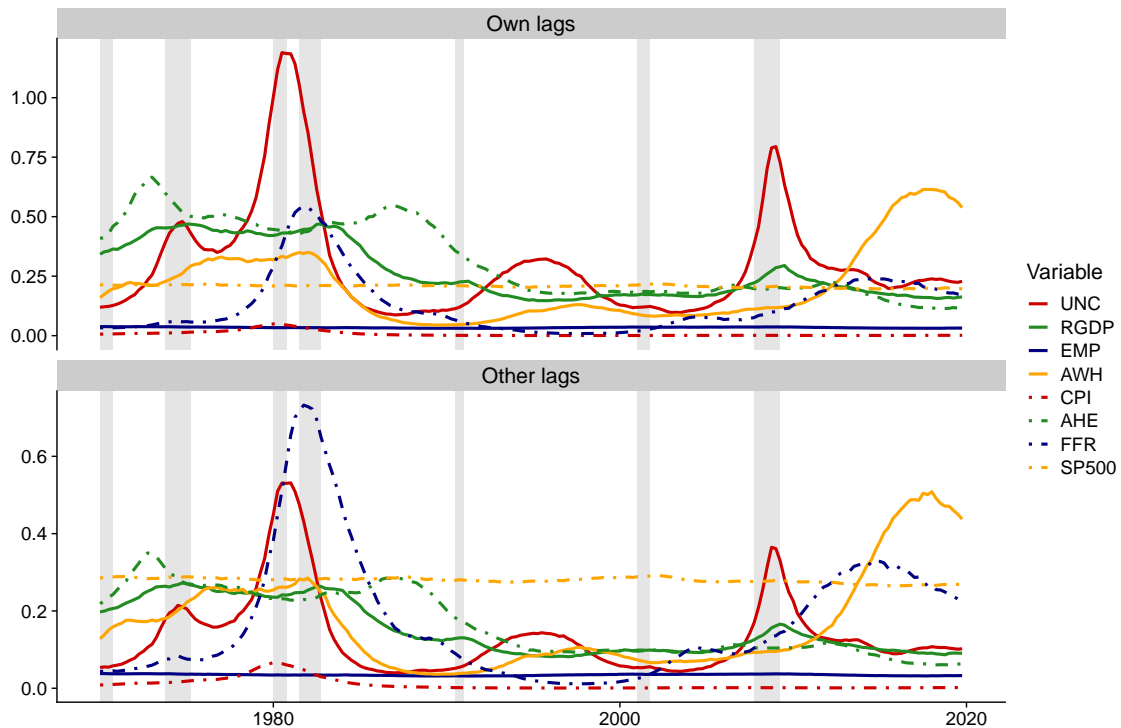 Own lags
1.00
0.75
0.50
0.25
0.00
Other lags
0.6
0.4
0.2
0.0
1980
2000
2020
Variable
UNC
RGDP
EMP
AWH
CPI
AHE
FFR
SP500